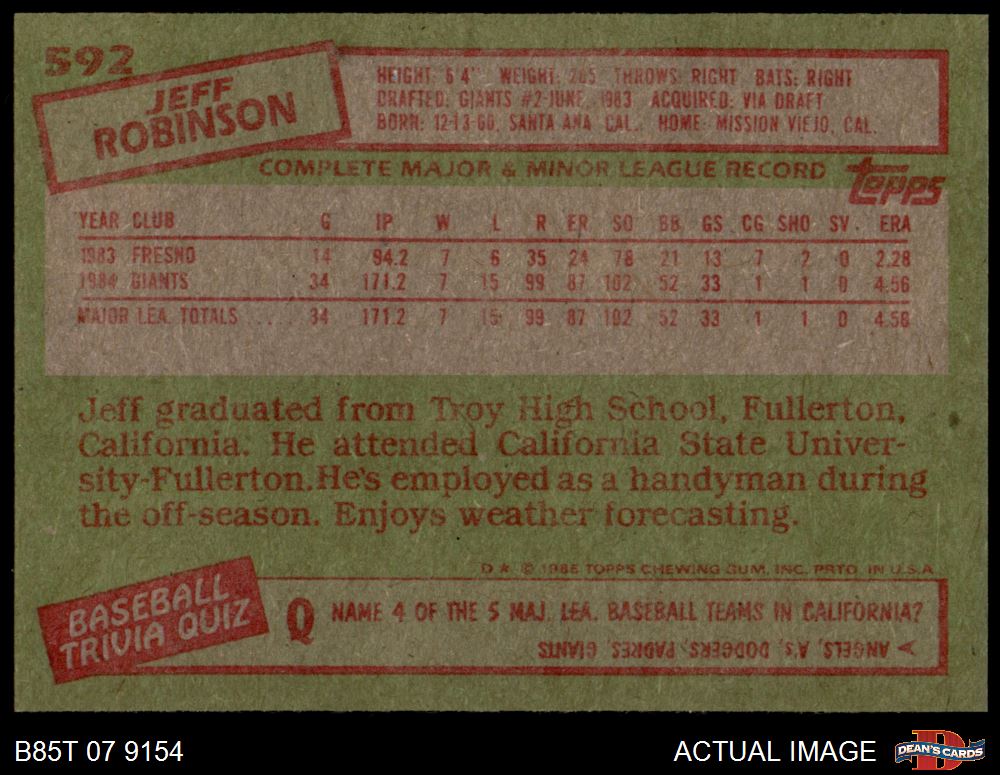 592
JEFF
ROBINSON
HEIGHT: 6'4" WEIGHT: 205 THROWS: RIGHT BATS: RIGHT
DRAFTED: GIANTS #2-JUNE, 1983 ACQUIRED: VIA DRAFT
BORN: 12-13-60, SANTA ANA CAL. HOME: MISSION VIEJO, CAL.
COMPLETE MAJOR & MINOR LEAGUE RECORD
topps
YEAR CLUB G IP W L R ER SO BB GS CG SHO SV ERA
1983 FRESNO 14 94.2 7 6 35 24 78 21 13 7 2 0 2.28
1984 GIANTS 34 171.2 7 15 99 87 102 52 33 1 1 0 4.56
MAJOR LEA. TOTALS .... 34 171.2 7 15 99 87 102 52 33 1 1 0 4.56
Jeff graduated from Troy High School, Fullerton,
California. He attended California State Univer-
sity-Fullerton. He's employed as a handyman during
the off-season. Enjoys weather forecasting.
D * © 1985 TOPPS CHEWING GUM, INC. PRTD. IN U.S.A.
BASEBALL
TRIVIA QUIZ
Q NAME 4 OF THE 5 MAJ. LEA. BASEBALL TEAMS IN CALIFORNIA?
A ANGELS, A's, DODGERS, PADRES, GIANTS
B85T 07 9154
ACTUAL IMAGE
D
DEAN'S CARDS